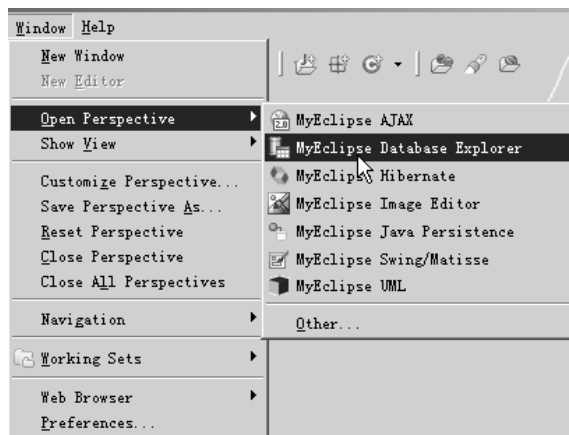 Window Help
New Window
New Editor
Open Perspective
Show View
Customize Perspective...
Save Perspective As...
Reset Perspective
Close Perspective
Close All Perspectives
Navigation
Working Sets
Web Browser
Preferences...
2.0 MyEclipse AJAX
MyEclipse Database Explorer
MyEclipse Hibernate
MyEclipse Image Editor
MyEclipse Java Persistence
MyEclipse Swing/Matisse
MyEclipse UML
Other...